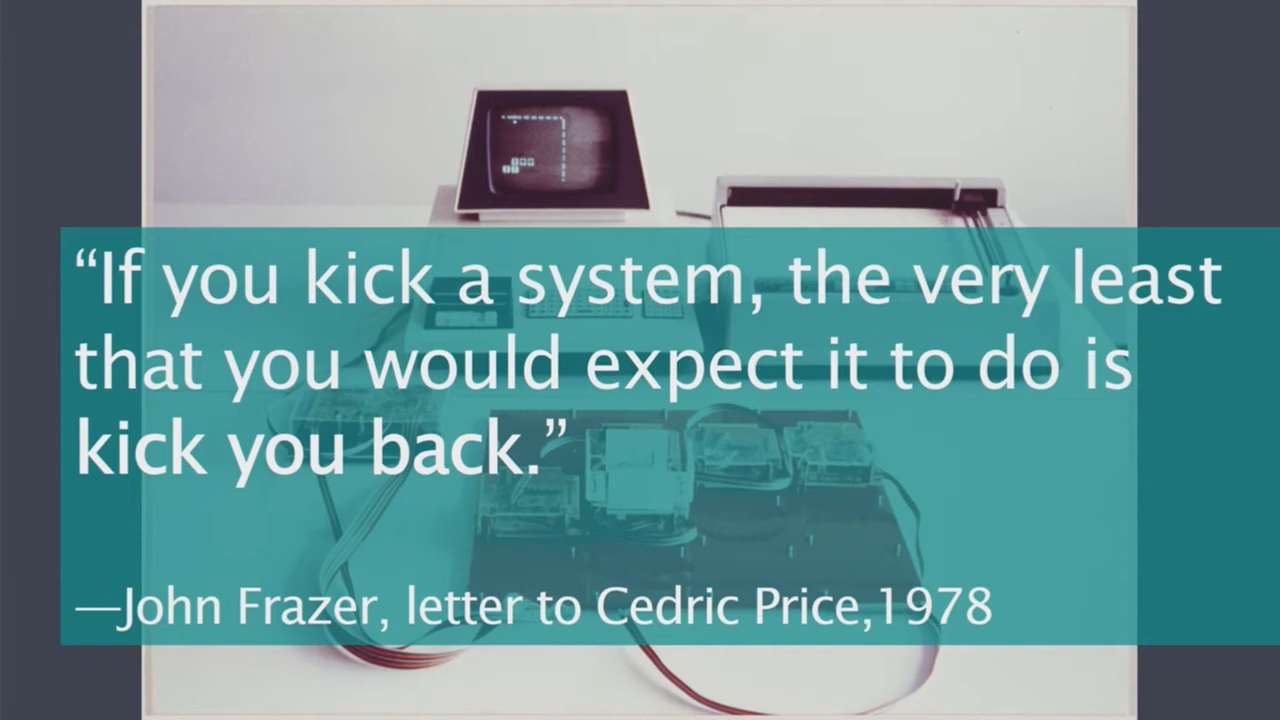 “If you kick a system, the very least
that you would expect it to do is
kick you back.”
—John Frazer, letter to Cedric Price,1978